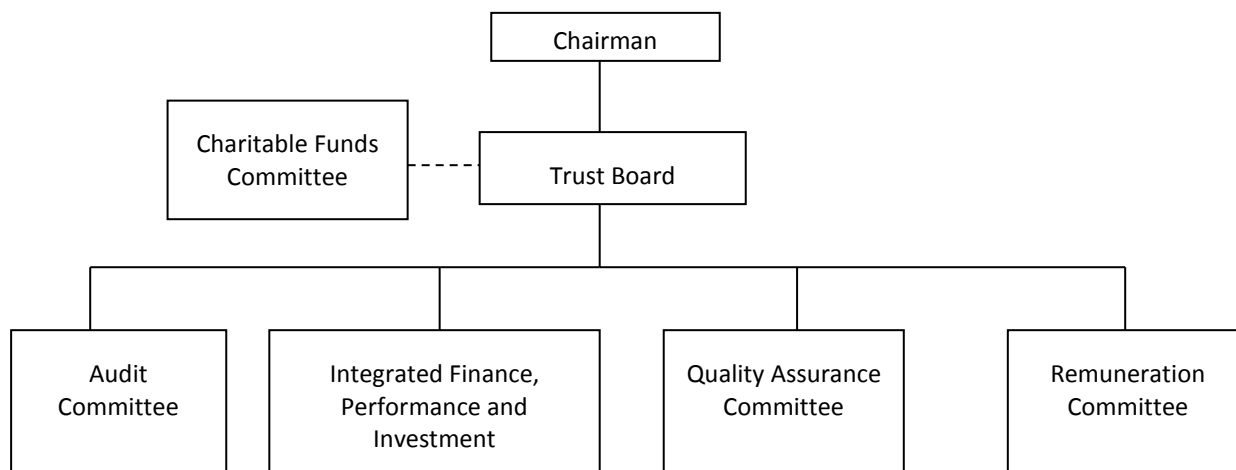 Chairman
Charitable Funds
Committee
Trust Board
Audit
Committee
Integrated Finance,
Performance and
Investment
Quality Assurance
Committee
Remuneration
Committee